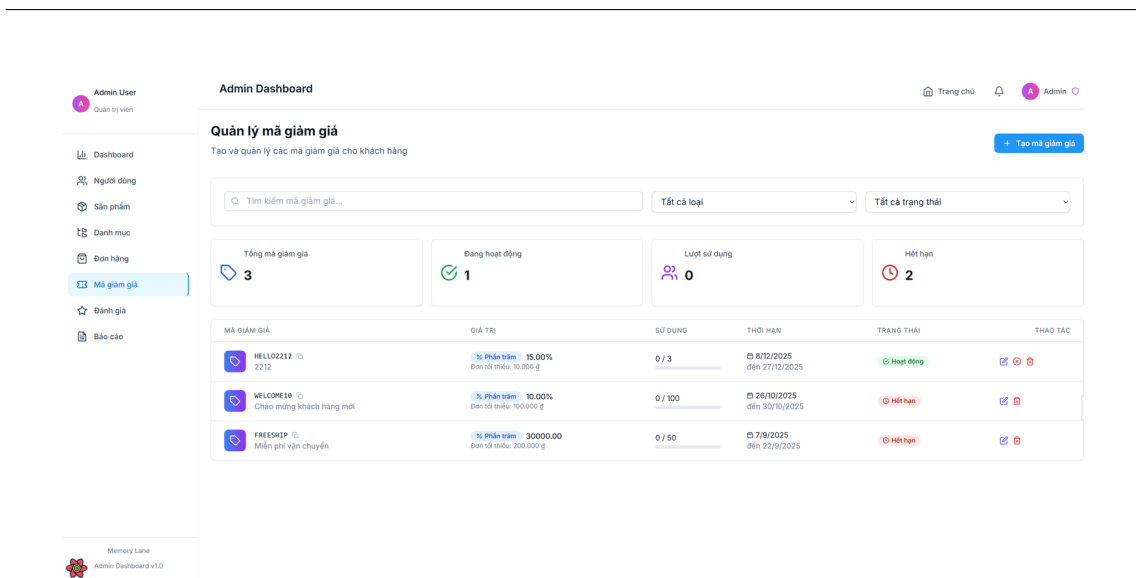 Admin User
Quản trị viên
Dashboard
Người dùng
Sản phẩm
Danh mục
Đơn hàng
Mã giảm giá
Đánh giá
Báo cáo
Memory Lane
Admin Dashboard v1.0
Admin Dashboard
Trang chủ
A Admin
Quản lý mã giảm giá
Tạo và quản lý các mã giảm giá cho khách hàng
+ Tạo mã giảm giá
Tìm kiếm mã giảm giá...
Tất cả loại
Tất cả trạng thái
Tổng mã giảm giá
3
Đang hoạt động
1
Lượt sử dụng
0
Hết hạn
2
MÃ GIẢM GIÁ GIÁ TRỊ SỬ DỤNG THỜI HẠN TRẠNG THÁI THAO TÁC
HELLO2212 % Phần trăm 15.00% 0 / 3 8/12/2025 Hoạt động
2212 Đơn tối thiểu: 10.000 ₫ đến 27/12/2025
WELCOME10 % Phần trăm 10.00% 0 / 100 26/10/2025 Hết hạn
Chào mừng khách hàng mới Đơn tối thiểu: 100.000 ₫ đến 30/10/2025
FREESHIP % Phần trăm 30000.00 0 / 50 7/9/2025 Hết hạn
Miễn phí vận chuyển Đơn tối thiểu: 200.000 ₫ đến 22/9/2025